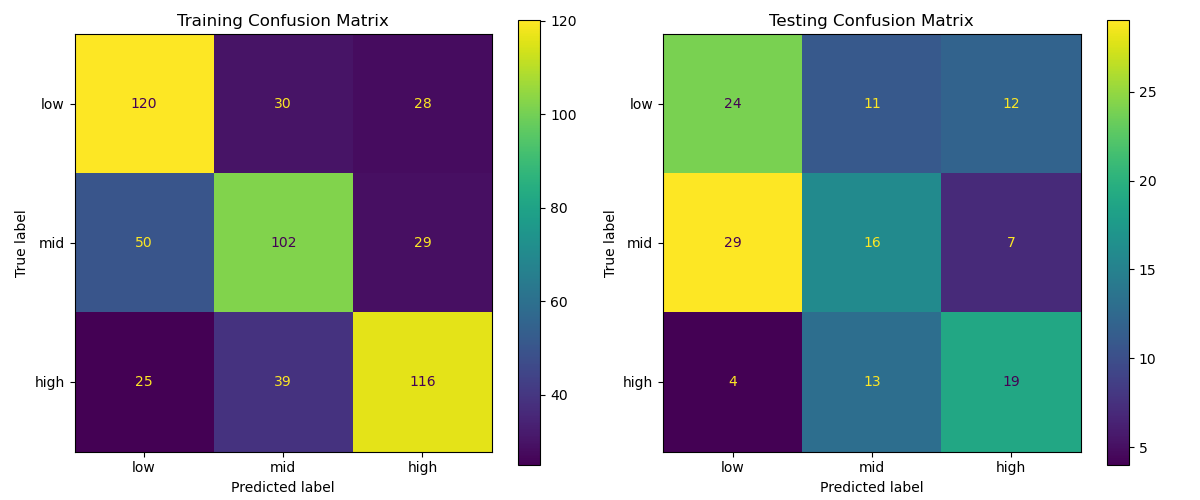 Training Confusion Matrix
True label
low
mid
high
120 30 28
50 102 29
25 39 116
low mid high
Predicted label
120
100
80
60
40
Testing Confusion Matrix
True label
low
mid
high
24 11 12
29 16 7
4 13 19
low mid high
Predicted label
25
20
15
10
5